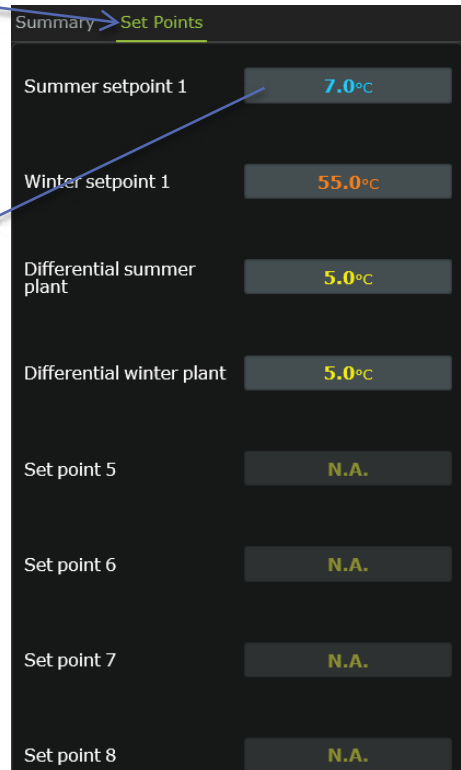 Summary Set Points
Summer setpoint 1 7.0°C
Winter setpoint 1 55.0°C
Differential summer
plant 5.0°C
Differential winter plant 5.0°C
Set point 5 N.A.
Set point 6 N.A.
Set point 7 N.A.
Set point 8 N.A.